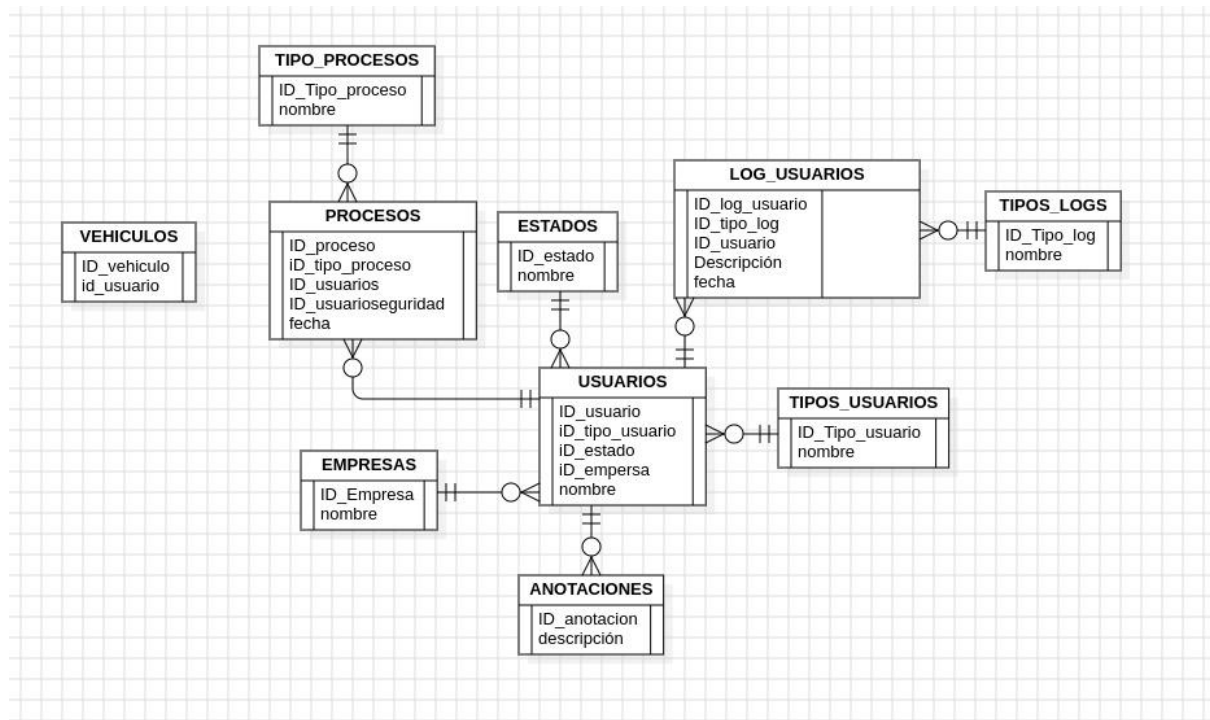 TIPO_PROCESOS
ID_Tipo_proceso
nombre
VEHICULOS
ID_vehiculo
id_usuario
PROCESOS
ID_proceso
iD_tipo_proceso
ID_usuarios
ID_usuarioseguridad
fecha
ESTADOS
ID_estado
nombre
LOG_USUARIOS
ID_log_usuario
ID_tipo_log
ID_usuario
Descripción
fecha
TIPOS_LOGS
ID_Tipo_log
nombre
USUARIOS
ID_usuario
iD_tipo_usuario
iD_estado
iD_empersa
nombre
TIPOS_USUARIOS
ID_Tipo_usuario
nombre
EMPRESAS
ID_Empresa
nombre
ANOTACIONES
ID_anotacion
descripción